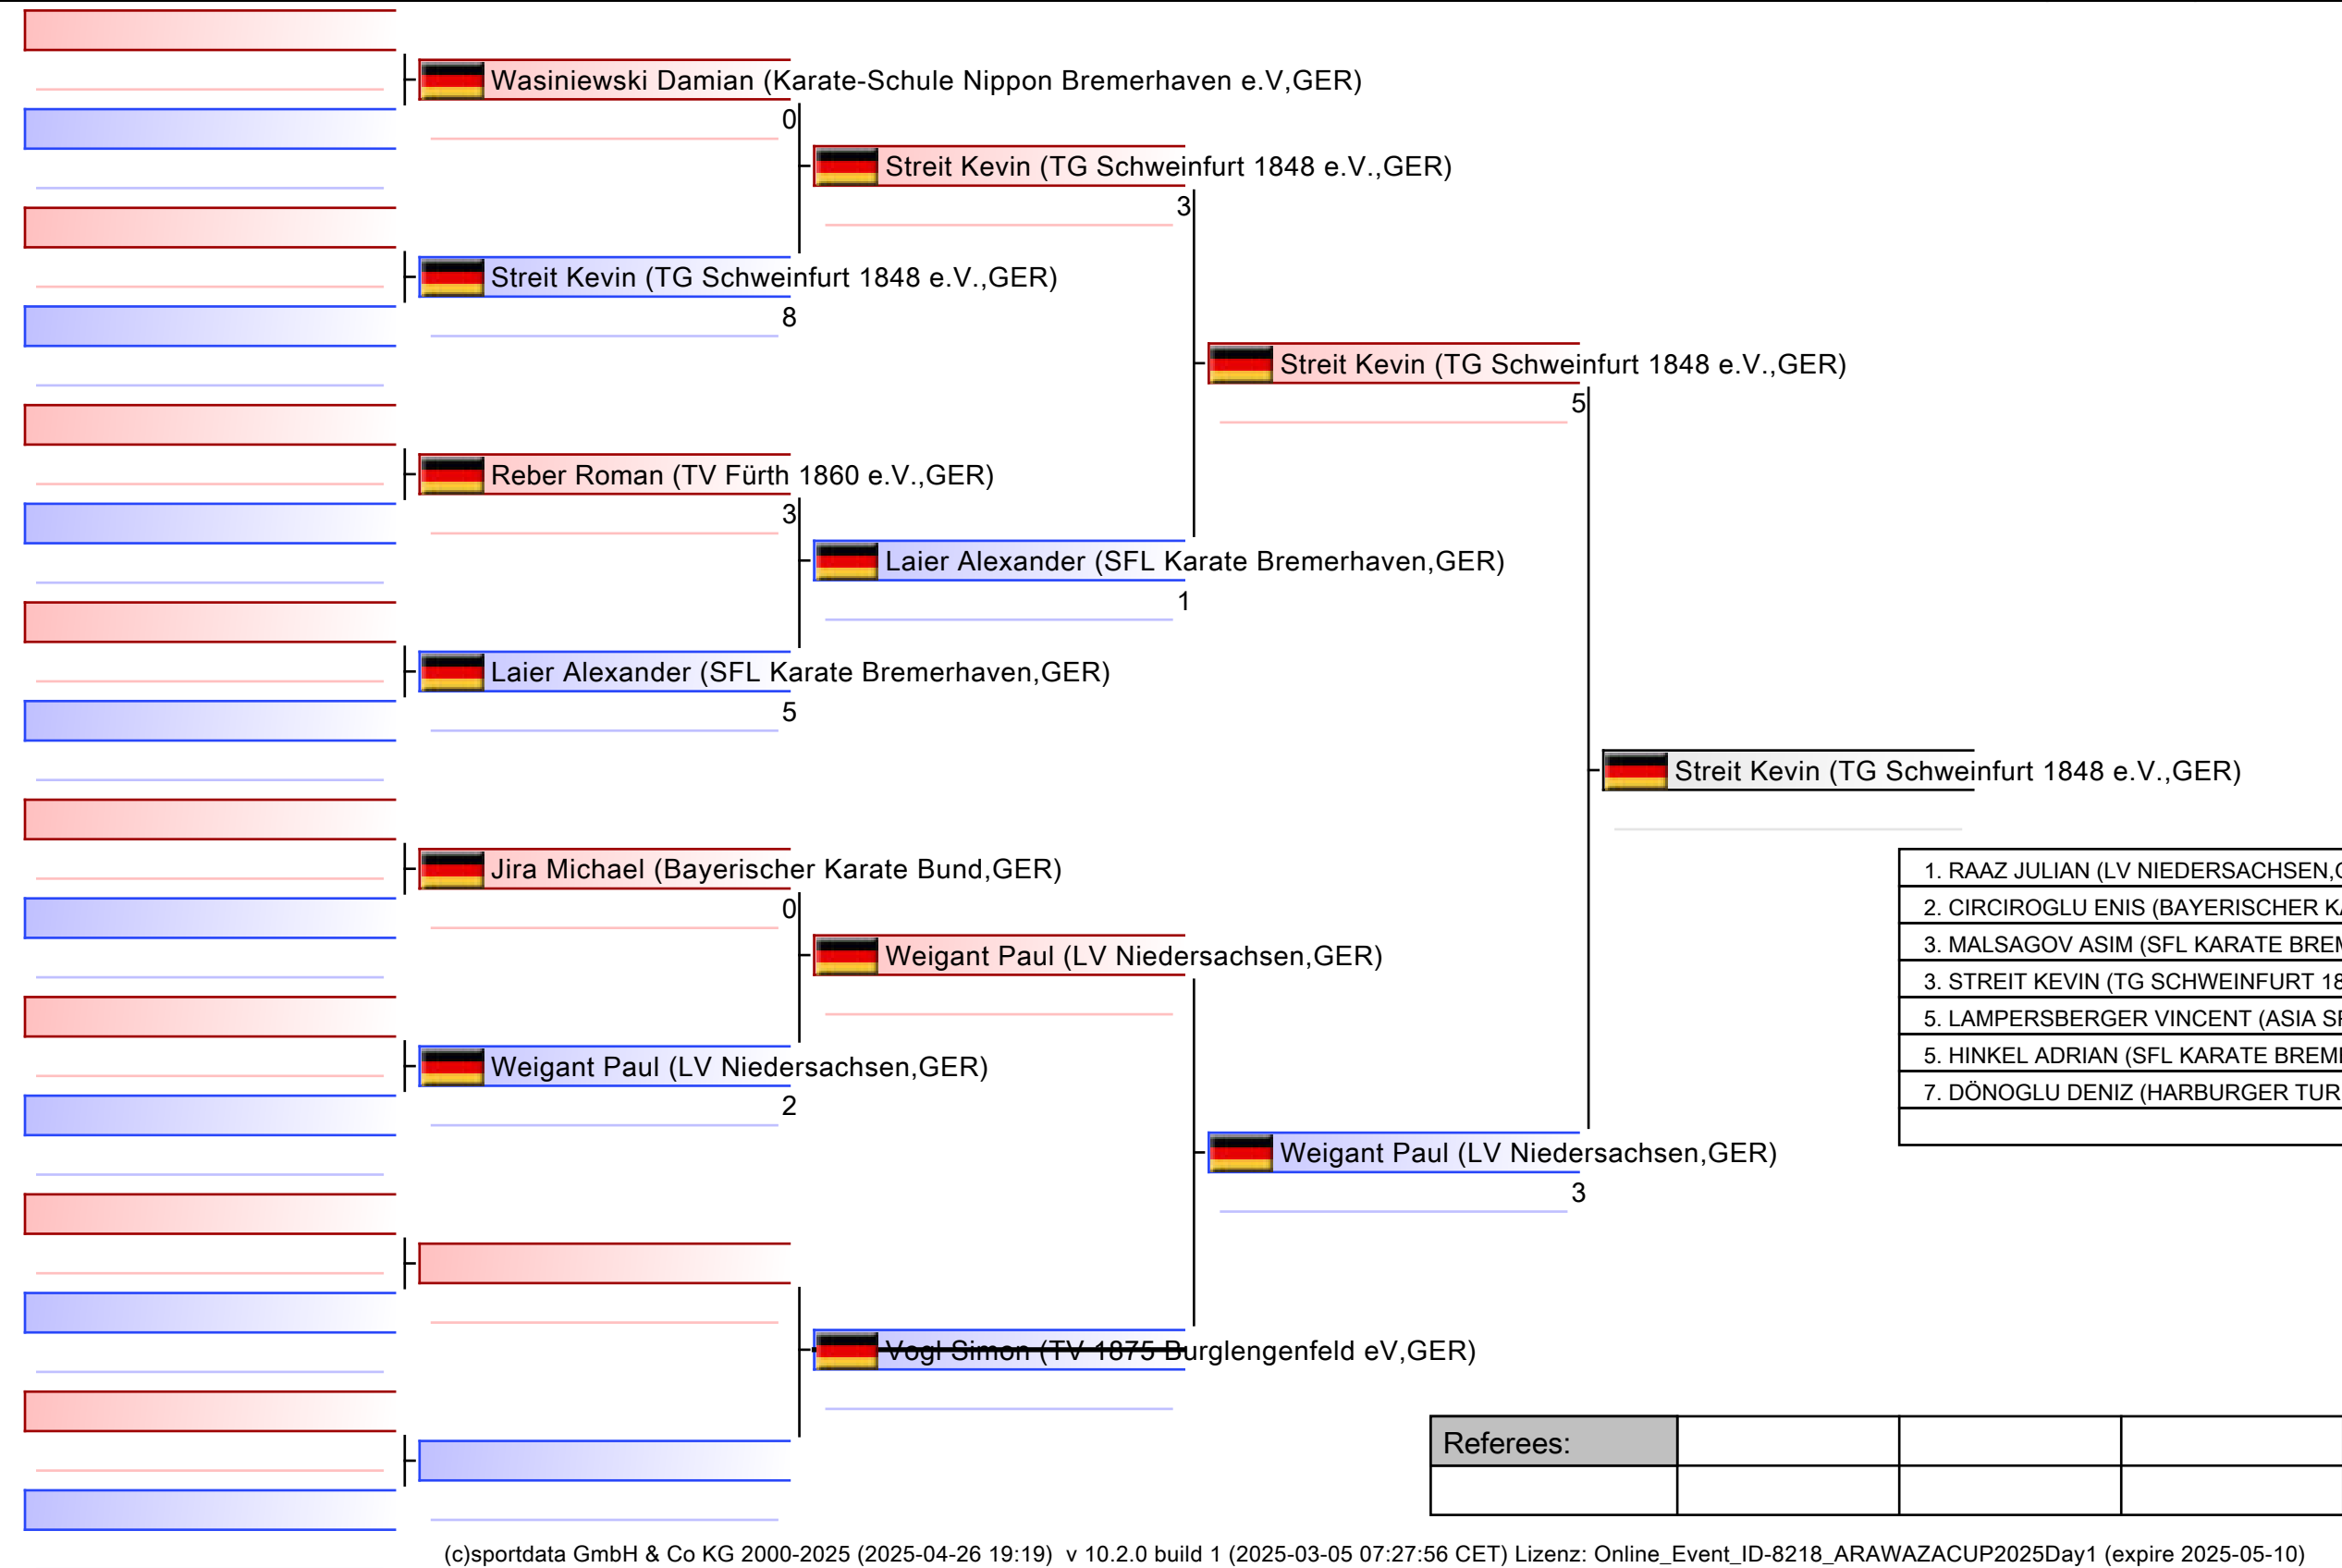 Wasiniewski Damian (Karate-Schule Nippon Bremerhaven e.V,GER)
0
Streit Kevin (TG Schweinfurt 1848 e.V.,GER)
3
Streit Kevin (TG Schweinfurt 1848 e.V.,GER)
8
Streit Kevin (TG Schweinfurt 1848 e.V.,GER)
5
Reber Roman (TV Fürth 1860 e.V.,GER)
3
Laier Alexander (SFL Karate Bremerhaven,GER)
1
Laier Alexander (SFL Karate Bremerhaven,GER)
5
Streit Kevin (TG Schweinfurt 1848 e.V.,GER)
Jira Michael (Bayerischer Karate Bund,GER)
0
Weigant Paul (LV Niedersachsen,GER)
Weigant Paul (LV Niedersachsen,GER)
2
Weigant Paul (LV Niedersachsen,GER)
3
Vogl Simon (TV 1875 Burglengenfeld eV,GER)
1. RAAZ JULIAN (LV NIEDERSACHSEN,
2. CIRCIROGLU ENIS (BAYERISCHER
3. MALSAGOV ASIM (SFL KARATE
3. STREIT KEVIN (TG SCHWEINFURT 18
5. LAMPERSBERGER VINCENT (ASIA
5. HINKEL ADRIAN (SFL KARATE
7. DÖNOGLU DENIZ (HARBURGER TUR
Referees:
(c)sportdata GmbH & Co KG 2000-2025 (2025-04-26 19:19) v 10.2.0 build 1 (2025-03-05 07:27:56 CET) Lizenz: Online_Event_ID-8218_ARAWAZACUP2025Day1 (expire 2025-05-10)